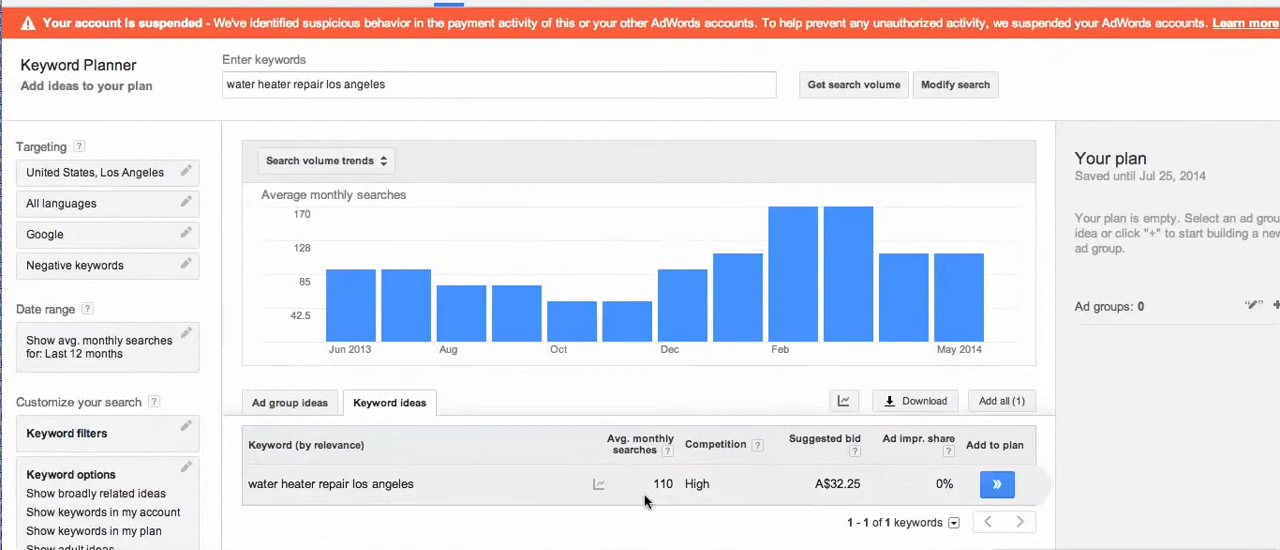 Your account is suspended - We've identified suspicious behavior in the payment activity of this or your other AdWords accounts. To help prevent any unauthorized activity, we suspended your AdWords accounts. Learn more
Keyword Planner
Add ideas to your plan
Enter keywords
water heater repair los angeles
Get search volume
Modify search
Targeting ?
United States, Los Angeles
All languages
Google
Negative keywords
Date range ?
Show avg. monthly searches
for: Last 12 months
Customize your search ?
Keyword filters
Keyword options
Show broadly related ideas
Show keywords in my account
Show keywords in my plan
Show adult ideas
Search volume trends
Average monthly searches
170
128
85
42.5
Jun 2013 Aug Oct Dec Feb May 2014
Ad group ideas
Keyword ideas
Download
Add all (1)
Keyword (by relevance)
Avg. monthly
searches ?
Competition ?
Suggested bid
?
Ad impr. share
?
Add to plan
water heater repair los angeles 110 High A$32.25 0% »
1 - 1 of 1 keywords
Your plan
Saved until Jul 25, 2014
Your plan is empty. Select an ad grou
idea or click "+" to start building a new
ad group.
Ad groups: 0